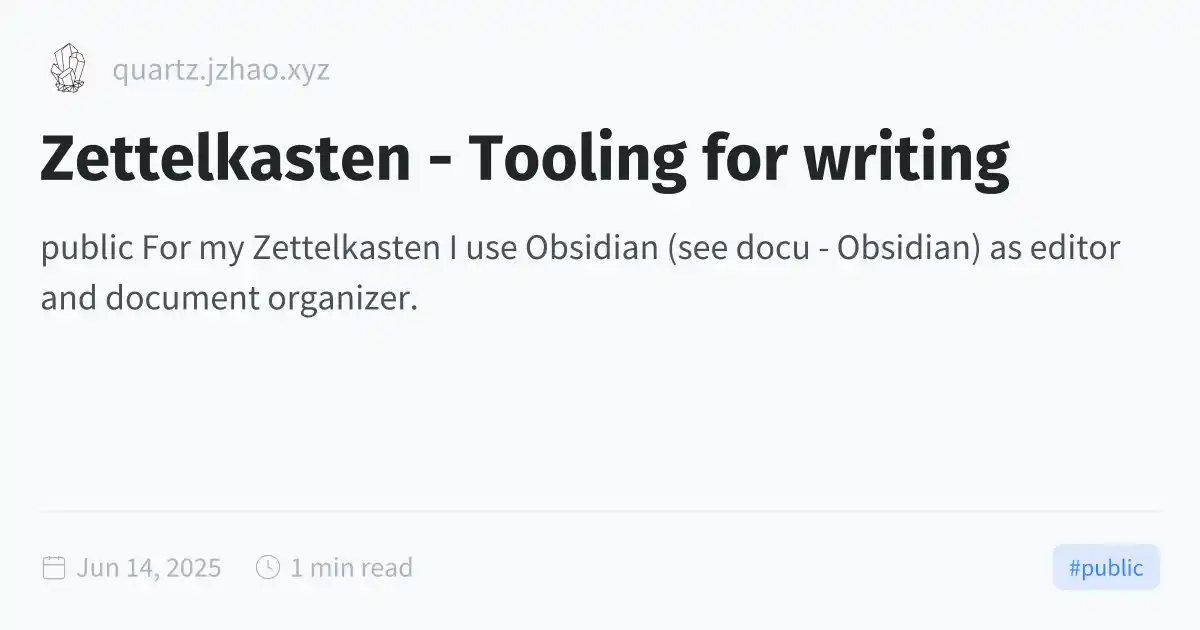 quartz.jzhao.xyz
Zettelkasten - Tooling for writing
public For my Zettelkasten I use Obsidian (see docu - Obsidian) as editor
and document organizer.
Jun 14, 2025 1 min read
#public